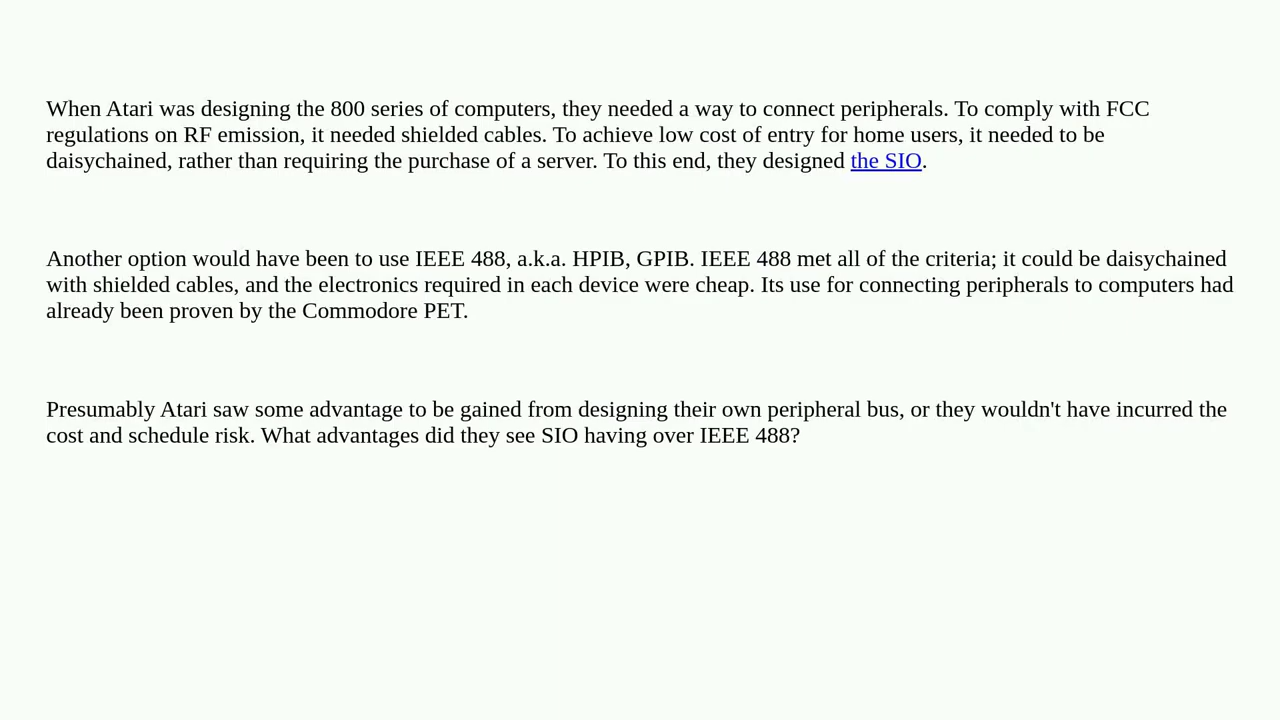 When Atari was designing the 800 series of computers, they needed a way to connect peripherals. To comply with FCC
regulations on RF emission, it needed shielded cables. To achieve low cost of entry for home users, it needed to be
daisychained, rather than requiring the purchase of a server. To this end, they designed the SIO.
Another option would have been to use IEEE 488, a.k.a. HPIB, GPIB. IEEE 488 met all of the criteria; it could be daisychained
with shielded cables, and the electronics required in each device were cheap. Its use for connecting peripherals to computers had
already been proven by the Commodore PET.
Presumably Atari saw some advantage to be gained from designing their own peripheral bus, or they wouldn't have incurred the
cost and schedule risk. What advantages did they see SIO having over IEEE 488?